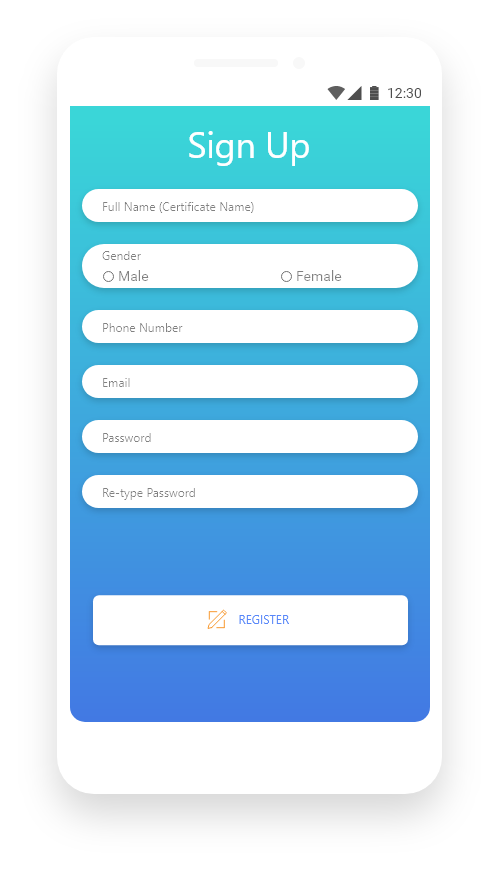 12:30
Sign Up
Full Name (Certificate Name)
Gender
Male Female
Phone Number
Email
Password
Re-type Password
REGISTER